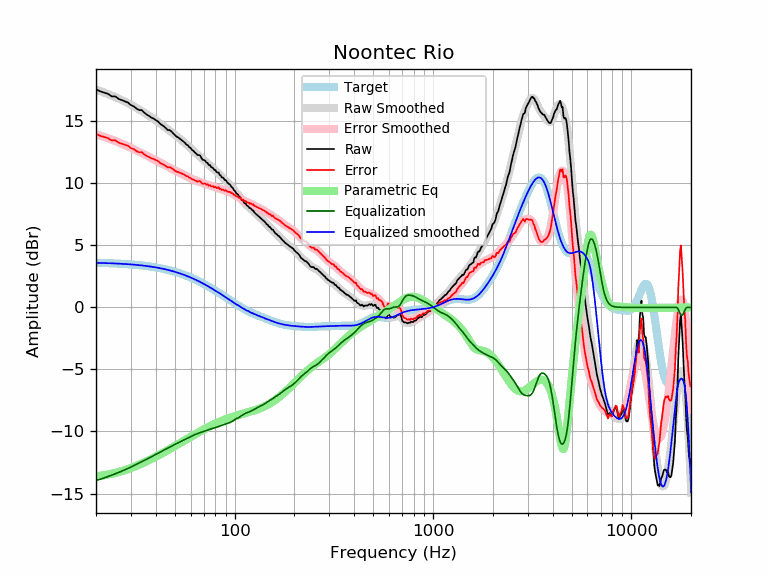 Noontec Rio
Target
Raw Smoothed
Error Smoothed
Raw
Error
Parametric Eq
Equalization
Equalized smoothed
15
10
5
0
−5
−10
−15
Amplitude (dBr)
100
1000
10000
Frequency (Hz)